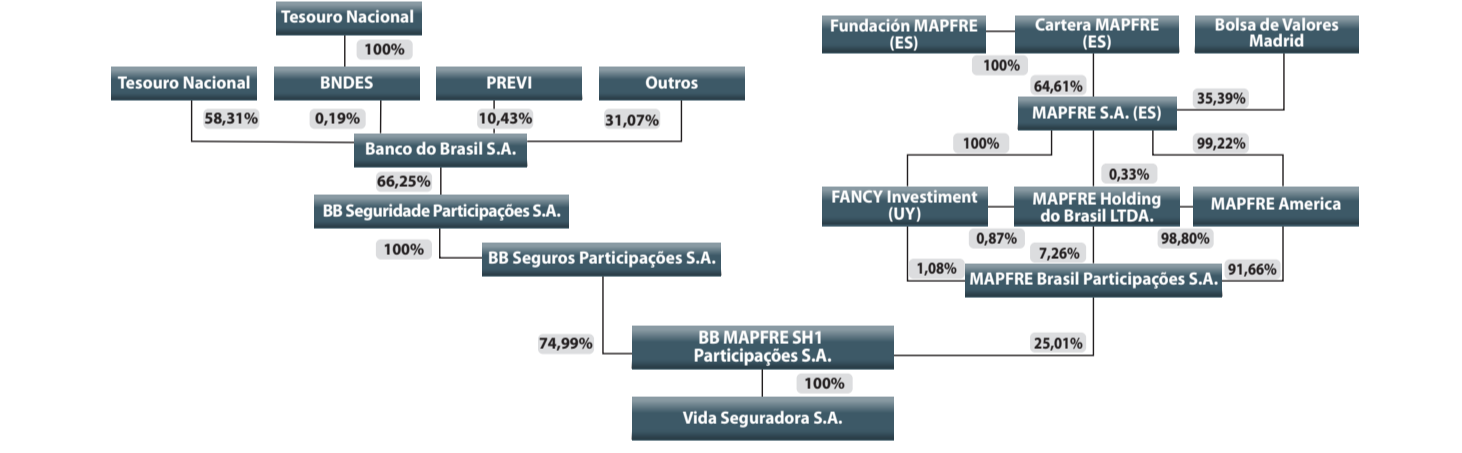 Tesouro Nacional
100%
Tesouro Nacional
BNDES
PREVI
Outros
58,31%
0,19%
10,43%
31,07%
Banco do Brasil S.A.
66,25%
BB Seguridade Participações S.A.
100%
BB Seguros Participações S.A.
74,99%
Fundación MAPFRE
(ES)
Cartera MAPFRE
(ES)
Bolsa de Valores
Madrid
100%
64,61%
35,39%
MAPFRE S.A. (ES)
100%
99,22%
0,33%
FANCY Investiment
(UY)
MAPFRE Holding
do Brasil LTDA.
MAPFRE America
0,87%
98,80%
7,26%
1,08%
91,66%
MAPFRE Brasil Participações S.A.
25,01%
BB MAPFRE SH1
Participações S.A.
100%
Vida Seguradora S.A.